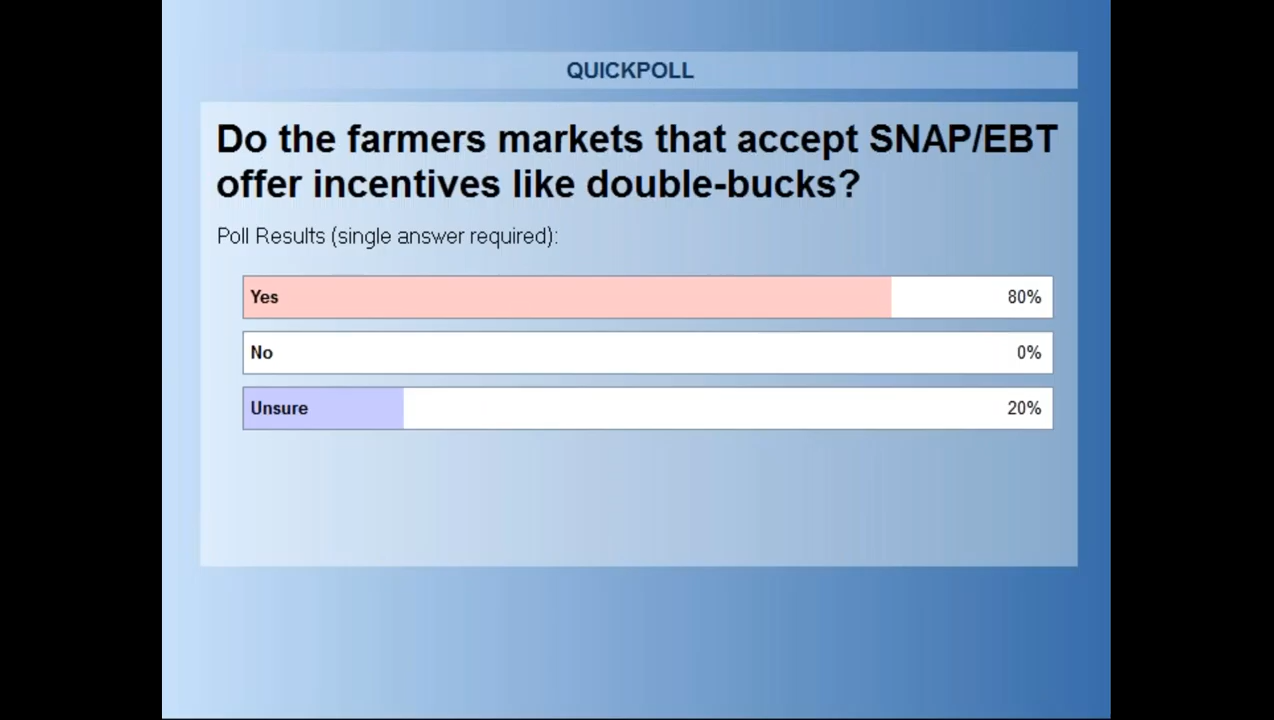 QUICKPOLL
Do the farmers markets that accept SNAP/EBT
offer incentives like double-bucks?
Poll Results (single answer required):
Yes 80%
No 0%
Unsure 20%